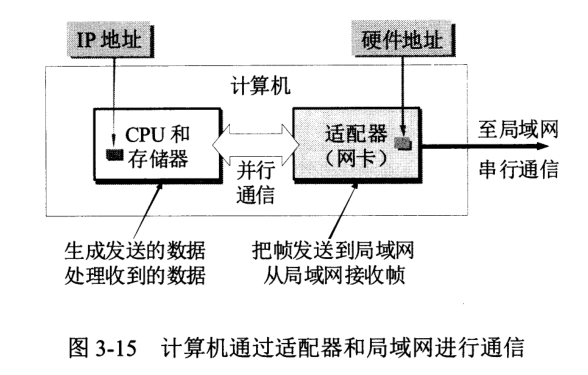 IP 地址
硬件地址
计算机
CPU 和
存储器
适配器
（网卡）
并行
通信
至局域网
串行通信
生成发送的数据
处理收到的数据
把帧发送到局域网
从局域网接收帧
图 3-15 计算机通过适配器和局域网进行通信